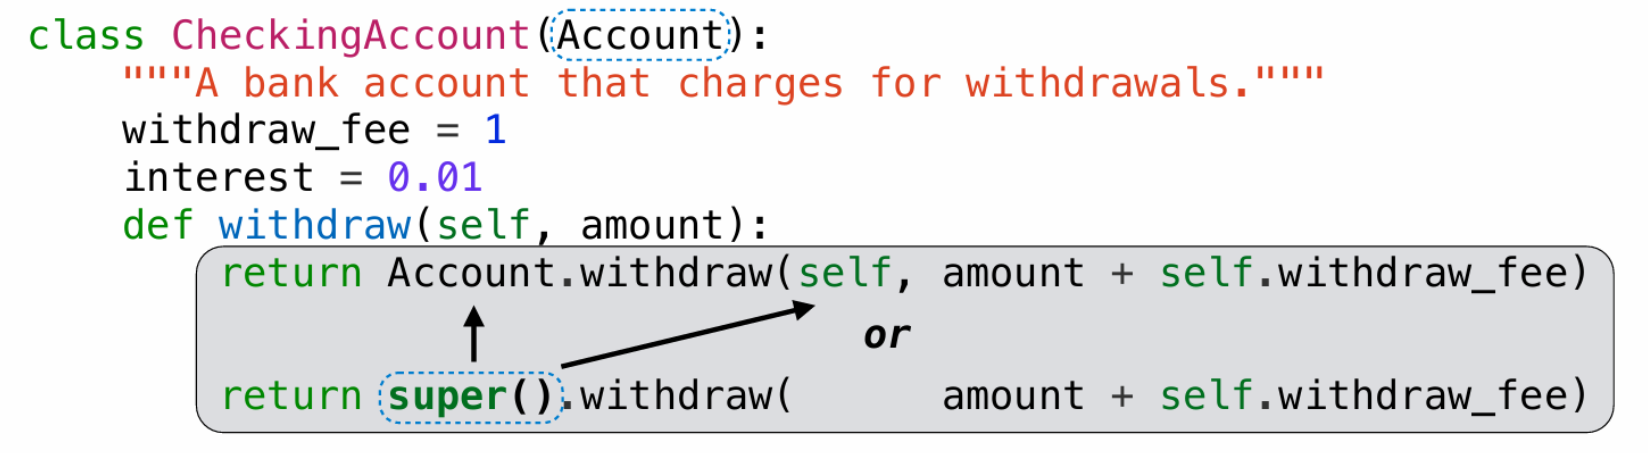 class CheckingAccount(Account):
    """A bank account that charges for withdrawals."""
    withdraw_fee = 1
    interest = 0.01
    def withdraw(self, amount):
        return Account.withdraw(self, amount + self.withdraw_fee)
or
        return super().withdraw(      amount + self.withdraw_fee)